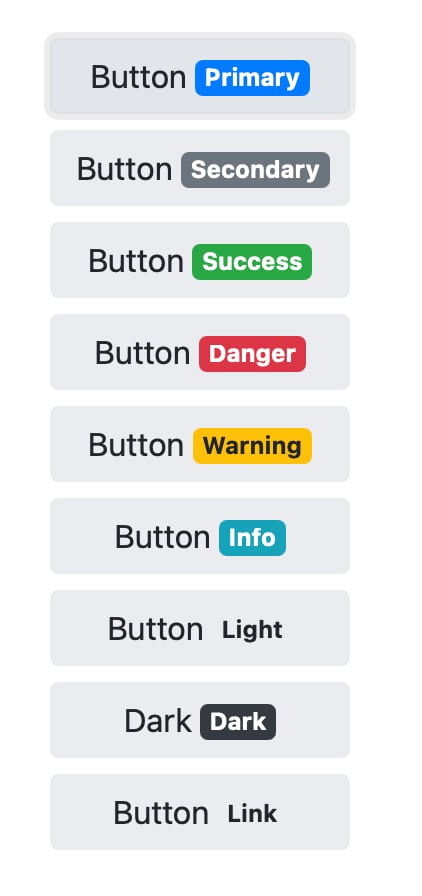 Button Primary
Button Secondary
Button Success
Button Danger
Button Warning
Button Info
Button Light
Dark Dark
Button Link